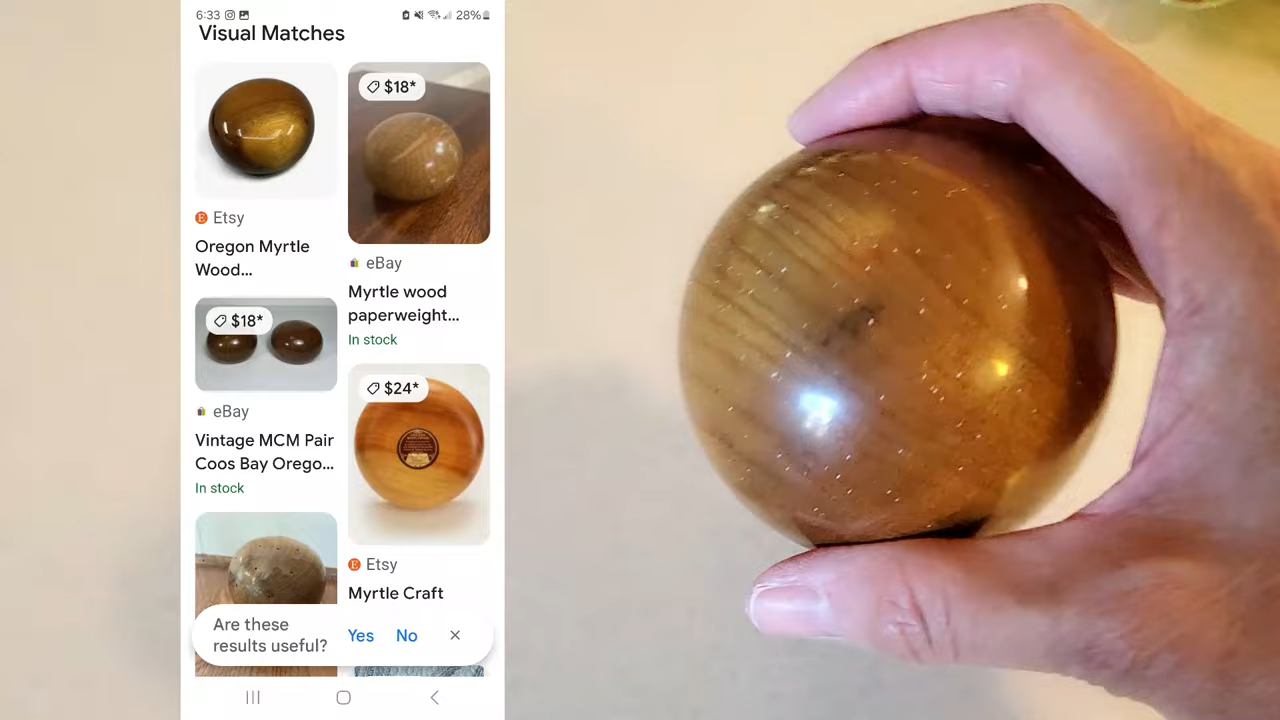 6:33
28%
Visual Matches
Etsy
Oregon Myrtle
Wood...
$18*
eBay
Vintage MCM Pair
Coos Bay Orego...
In stock
$18*
eBay
Myrtle wood
paperweight...
In stock
$24*
Etsy
Myrtle Craft
Are these
results useful?
Yes
No